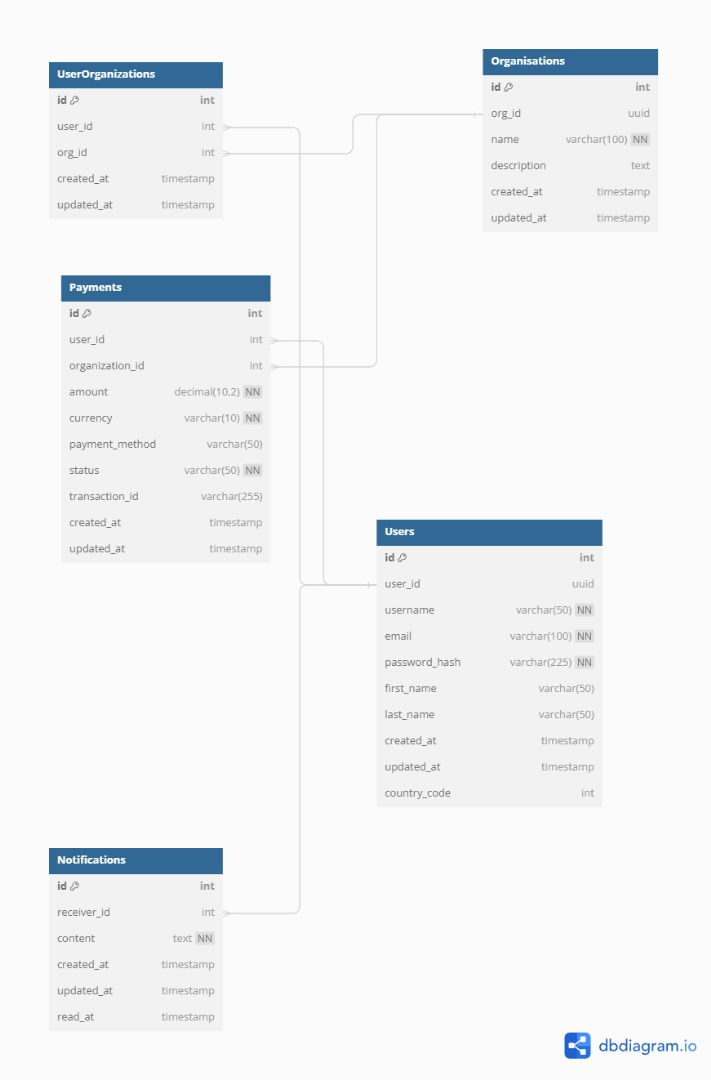 UserOrganizations
id int
user_id int
org_id int
created_at timestamp
updated_at timestamp
Organisations
id int
org_id uuid
name varchar(100) NN
description text
created_at timestamp
updated_at timestamp
Payments
id int
user_id int
organization_id int
amount decimal(10,2) NN
currency varchar(10) NN
payment_method varchar(50)
status varchar(50) NN
transaction_id varchar(255)
created_at timestamp
updated_at timestamp
Users
id int
user_id uuid
username varchar(50) NN
email varchar(100) NN
password_hash varchar(225) NN
first_name varchar(50)
last_name varchar(50)
created_at timestamp
updated_at timestamp
country_code int
Notifications
id int
receiver_id int
content text NN
created_at timestamp
updated_at timestamp
read_at timestamp
dbdiagram.io